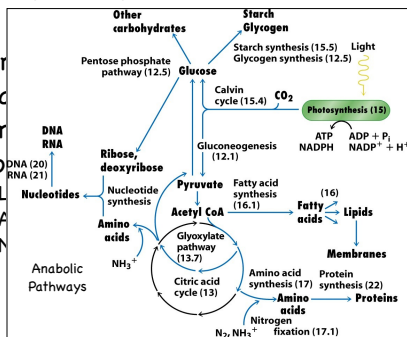 Other
carbohydrates
Starch
Glycogen
Starch synthesis (15.5)
Glycogen synthesis (12.5)
Light
Pentose phosphate
pathway (12.5)
Glucose
Calvin
cycle (15.4)
CO2
Photosynthesis (15)
ATP
NADPH
ADP + Pi
NADP+ + H+
DNA
RNA
Gluconeogenesis
(12.1)
Ribose,
deoxyribose
DNA (20)
RNA (21)
Nucleotides
Nucleotide
synthesis
Pyruvate
Fatty acid
synthesis
(16.1)
(16)
Acetyl CoA
Fatty
acids
Lipids
Amino
acids
Glyoxylate
pathway
(13.7)
Membranes
NH3+
Anabolic
Pathways
Citric acid
cycle (13)
Amino acid
synthesis (17)
Protein
synthesis (22)
Amino
acids
Proteins
N2, NH3+
Nitrogen
fixation (17.1)